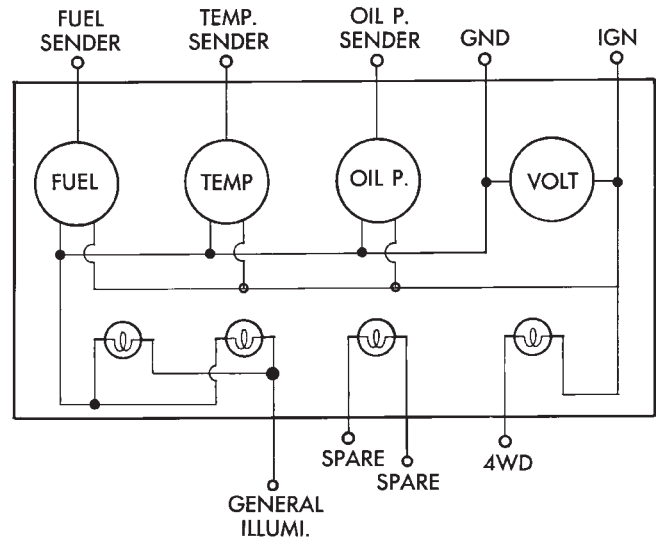 FUEL
SENDER
TEMP.
SENDER
OIL P.
SENDER
GND
IGN
FUEL
TEMP
OIL P.
VOLT
SPARE
SPARE
4WD
GENERAL
ILLUMI.